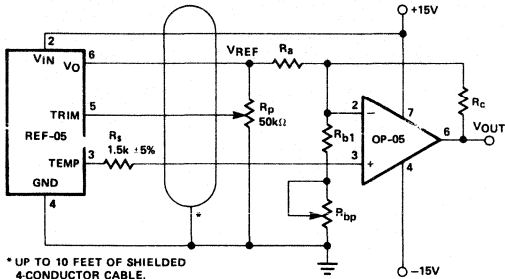 +15V
2
VIN
VO
6
VREF
Ra
TRIM
5
Rp
50kΩ
2
7
Rc
REF-05
Rs
1.5k ±5%
Rb1
OP-05
6
VOUT
TEMP
3
3
4
GND
4
Rbp
*
* UP TO 10 FEET OF SHIELDED
4-CONDUCTOR CABLE.
-15V